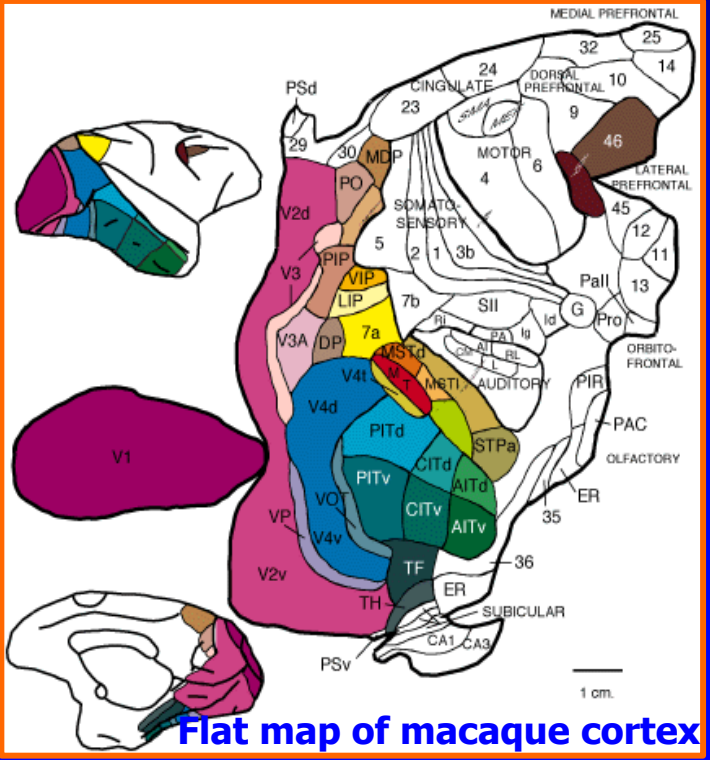 MEDIAL PREFRONTAL
25
32
14
24
DORSAL
PREFRONTAL
10
CINGULATE
PSd
23
9
SMA
MEF
46
29
30
MDP
MOTOR
6
LATERAL
PREFRONTAL
PO
4
V2d
SOMATO-
SENSORY
45
12
5
2
1
3b
11
PIP
V3
VIP
PaII
13
LIP
7b
SII
G
Id
Pro
Ri
7a
PA
Ig
V3A
DP
ORBITO-
FRONTAL
MSTd
CM
AI
RL
L
V4t
M
T
MSTl
AUDITORY
PIR
V4d
PAC
PITd
STPa
V1
CITd
OLFACTORY
PITv
AITd
ER
VOT
CITv
35
VP
AITv
V4v
36
V2v
TF
ER
TH
SUBICULAR
CA1
CA3
PSv
1 cm.
Flat map of macaque cortex